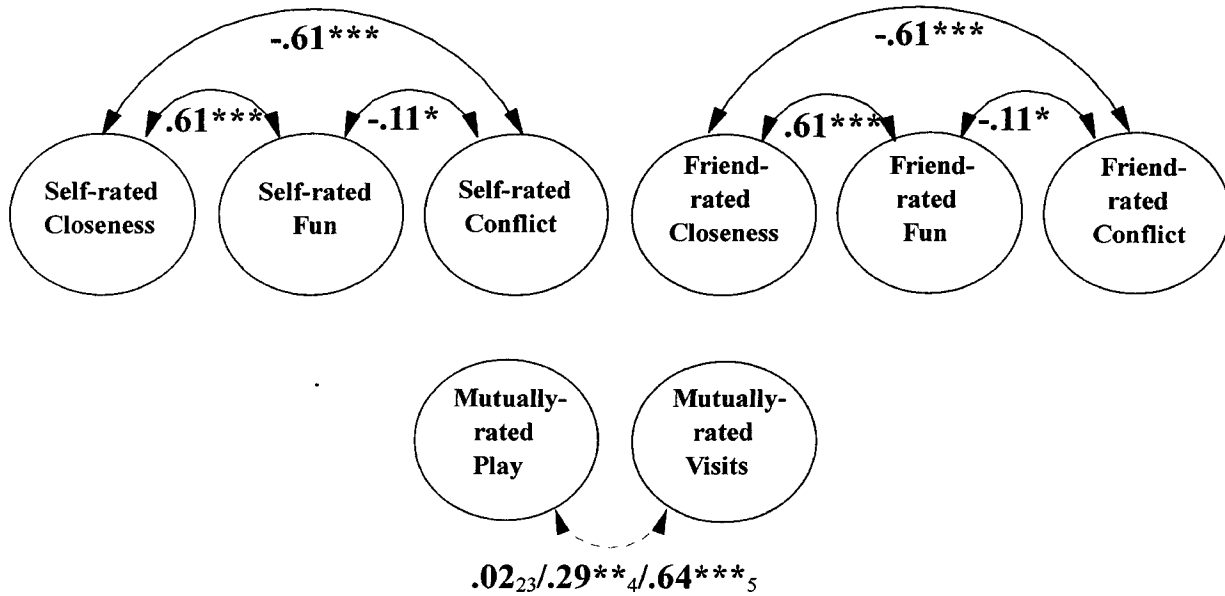 -.61***
-.61***
.61***
-.11*
.61***
-.11*
Self-rated
Closeness
Self-rated
Fun
Self-rated
Conflict
Friend-
rated
Closeness
Friend-
rated
Fun
Friend-
rated
Conflict
Mutually-
rated
Play
Mutually-
rated
Visits
.02₂₃/.29**₄/.64***₅